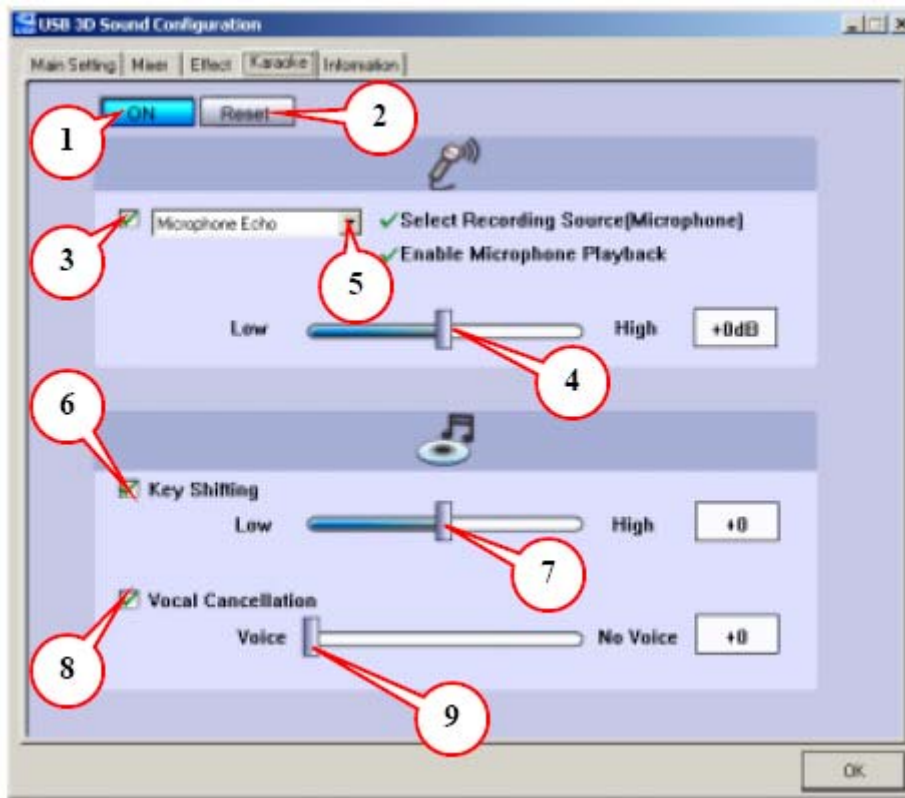 USB 3D Sound Configuration
Main Setting Mixer Effect Karaoke Information
ON Reset
1
2
Microphone Echo
Select Recording Source(Microphone)
Enable Microphone Playback
3
5
Low High +0dB
4
6
Key Shifting
Low High +0
7
Vocal Cancellation
Voice No Voice +0
8
9
OK